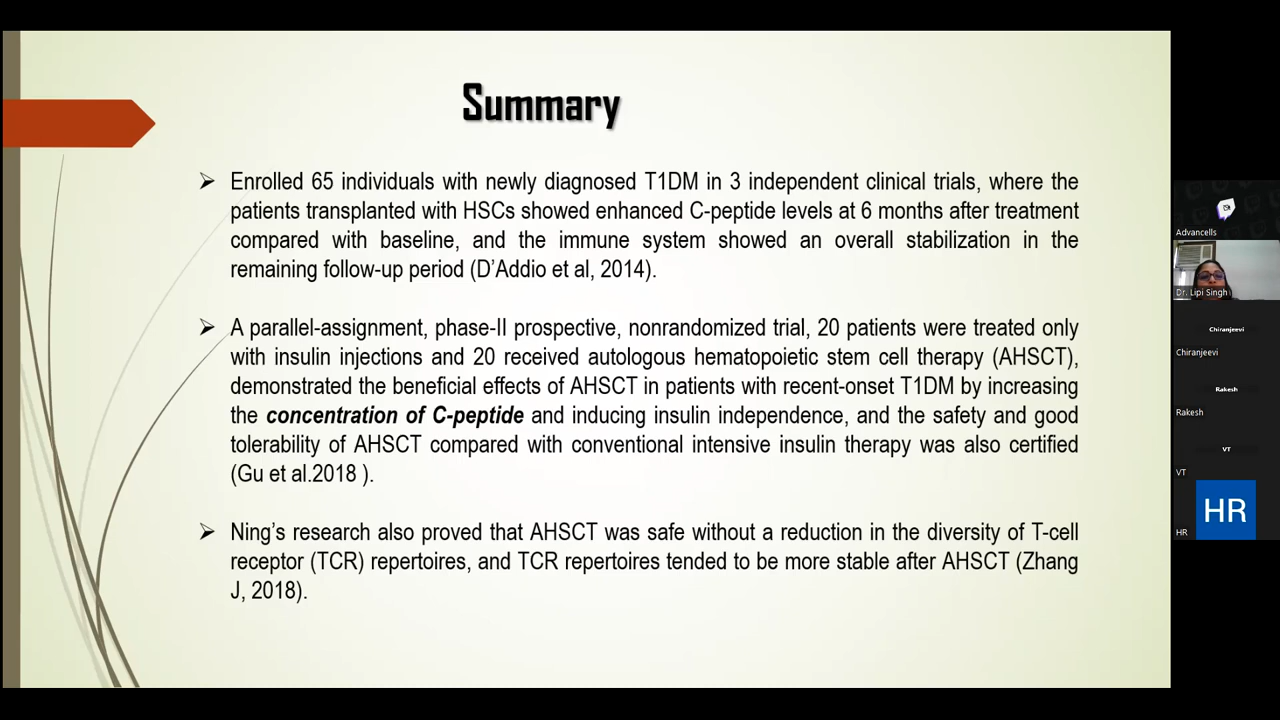 Summary
➢ Enrolled 65 individuals with newly diagnosed T1DM in 3 independent clinical trials, where the
patients transplanted with HSCs showed enhanced C-peptide levels at 6 months after treatment
compared with baseline, and the immune system showed an overall stabilization in the
remaining follow-up period (D’Addio et al, 2014).
➢ A parallel-assignment, phase-II prospective, nonrandomized trial, 20 patients were treated only
with insulin injections and 20 received autologous hematopoietic stem cell therapy (AHSCT),
demonstrated the beneficial effects of AHSCT in patients with recent-onset T1DM by increasing
the concentration of C-peptide and inducing insulin independence, and the safety and good
tolerability of AHSCT compared with conventional intensive insulin therapy was also certified
(Gu et al.2018 ).
➢ Ning’s research also proved that AHSCT was safe without a reduction in the diversity of T-cell
receptor (TCR) repertoires, and TCR repertoires tended to be more stable after AHSCT (Zhang
J, 2018).
Advancells
Dr. Lipi Singh
Chiranjeevi
Chiranjeevi
Rakesh
Rakesh
VT
VT
HR
HR